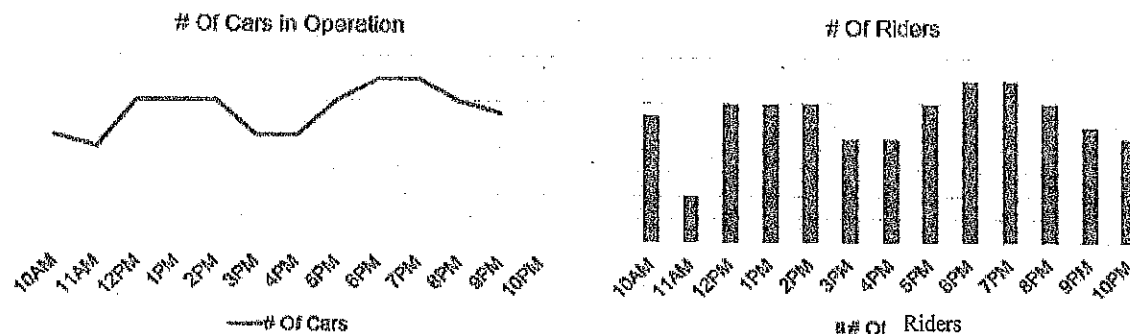 # Of Cars in Operation
10AM 11AM 12PM 1PM 2PM 3PM 4PM 5PM 6PM 7PM 8PM 9PM 10PM
# Of Cars
# Of Riders
10AM 11AM 12PM 1PM 2PM 3PM 4PM 5PM 6PM 7PM 8PM 9PM 10PM
# Of Riders